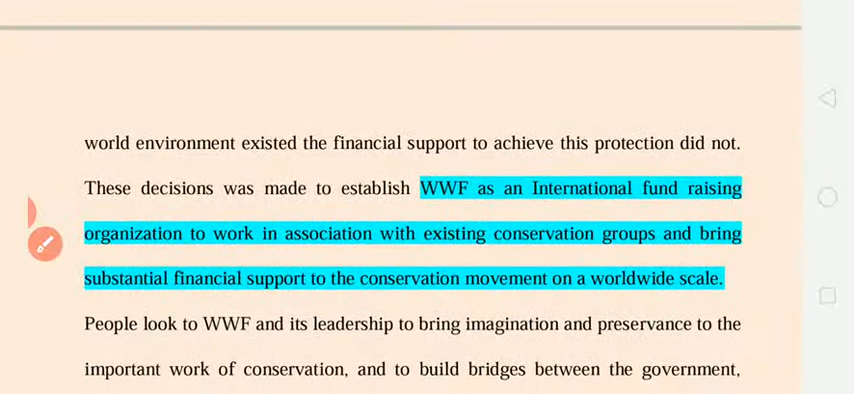 world environment existed the financial support to achieve this protection did not.
These decisions was made to establish WWF as an International fund raising
organization to work in association with existing conservation groups and bring
substantial financial support to the conservation movement on a worldwide scale.
People look to WWF and its leadership to bring imagination and preservance to the
important work of conservation, and to build bridges between the government,